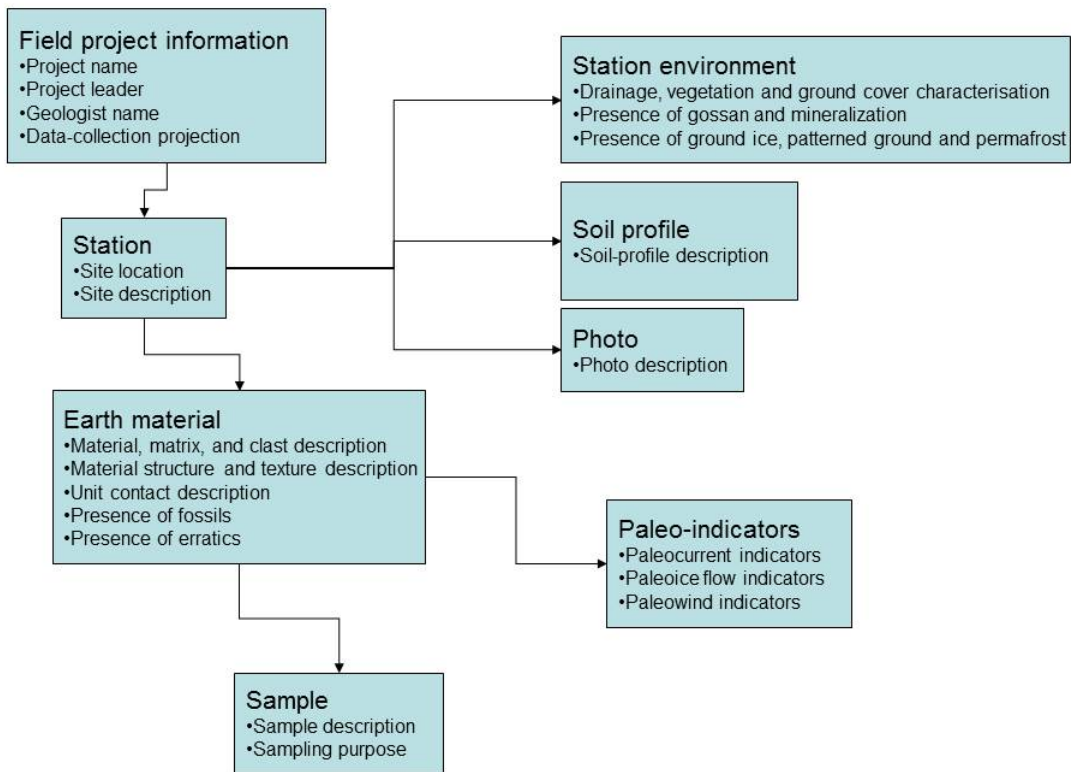 Field project information
•Project name
•Project leader
•Geologist name
•Data-collection projection
Station environment
•Drainage, vegetation and ground cover characterisation
•Presence of gossan and mineralization
•Presence of ground ice, patterned ground and permafrost
Station
•Site location
•Site description
Soil profile
•Soil-profile description
Photo
•Photo description
Earth material
•Material, matrix, and clast description
•Material structure and texture description
•Unit contact description
•Presence of fossils
•Presence of erratics
Paleo-indicators
•Paleocurrent indicators
•Paleoice flow indicators
•Paleowind indicators
Sample
•Sample description
•Sampling purpose